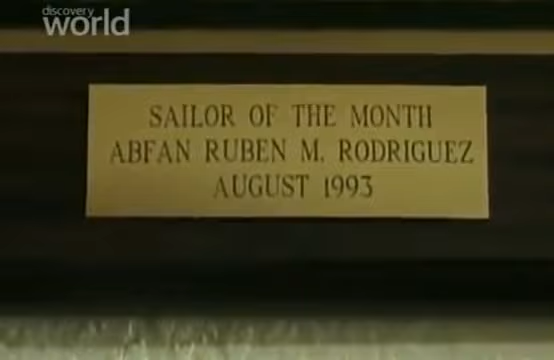 discovery
world
SAILOR OF THE MONTH
ABFAN RUBEN M. RODRIGUEZ
AUGUST 1993